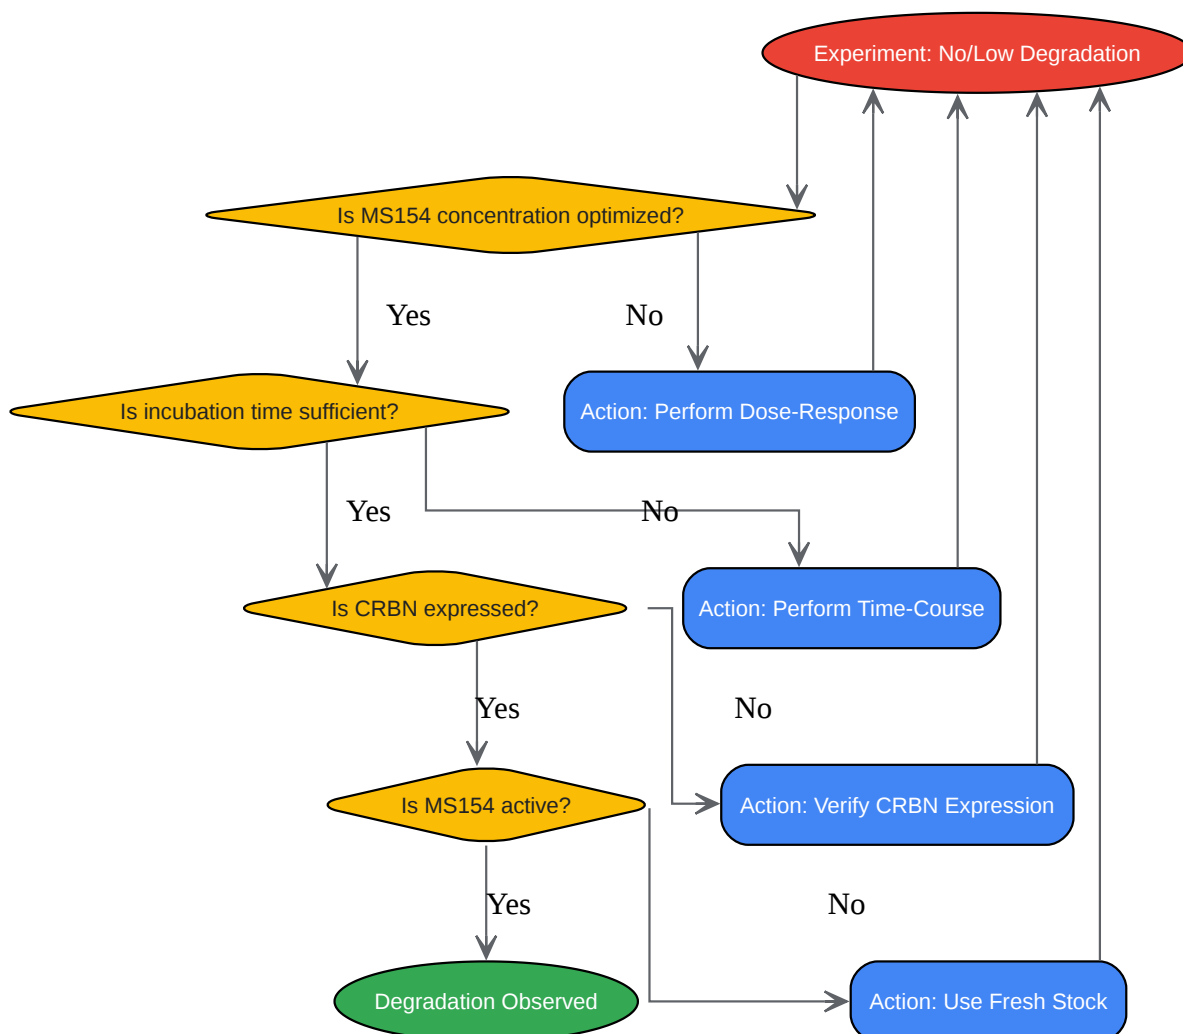 Experiment: No/Low Degradation
Is MS154 concentration optimized?
Yes
No
Is incubation time sufficient?
Action: Perform Dose-Response
Yes
No
Is CRBN expressed?
Action: Perform Time-Course
Yes
No
Is MS154 active?
Action: Verify CRBN Expression
Yes
No
Degradation Observed
Action: Use Fresh Stock